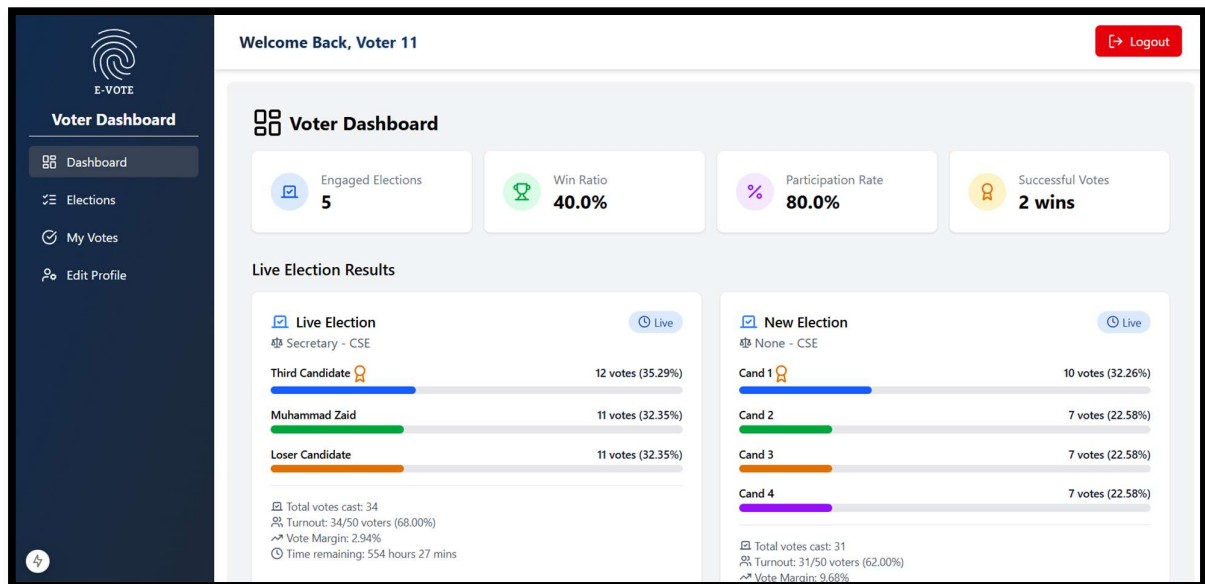 E-VOTE
Voter Dashboard
Dashboard
Elections
My Votes
Edit Profile
Welcome Back, Voter 11
Logout
Voter Dashboard
Engaged Elections
5
Win Ratio
40.0%
Participation Rate
80.0%
Successful Votes
2 wins
Live Election Results
Live Election
Live
Secretary - CSE
Third Candidate 12 votes (35.29%)
Muhammad Zaid 11 votes (32.35%)
Loser Candidate 11 votes (32.35%)
Total votes cast: 34
Turnout: 34/50 voters (68.00%)
Vote Margin: 2.94%
Time remaining: 554 hours 27 mins
New Election
Live
None - CSE
Cand 1 10 votes (32.26%)
Cand 2 7 votes (22.58%)
Cand 3 7 votes (22.58%)
Cand 4 7 votes (22.58%)
Total votes cast: 31
Turnout: 31/50 voters (62.00%)
Vote Margin: 9.68%